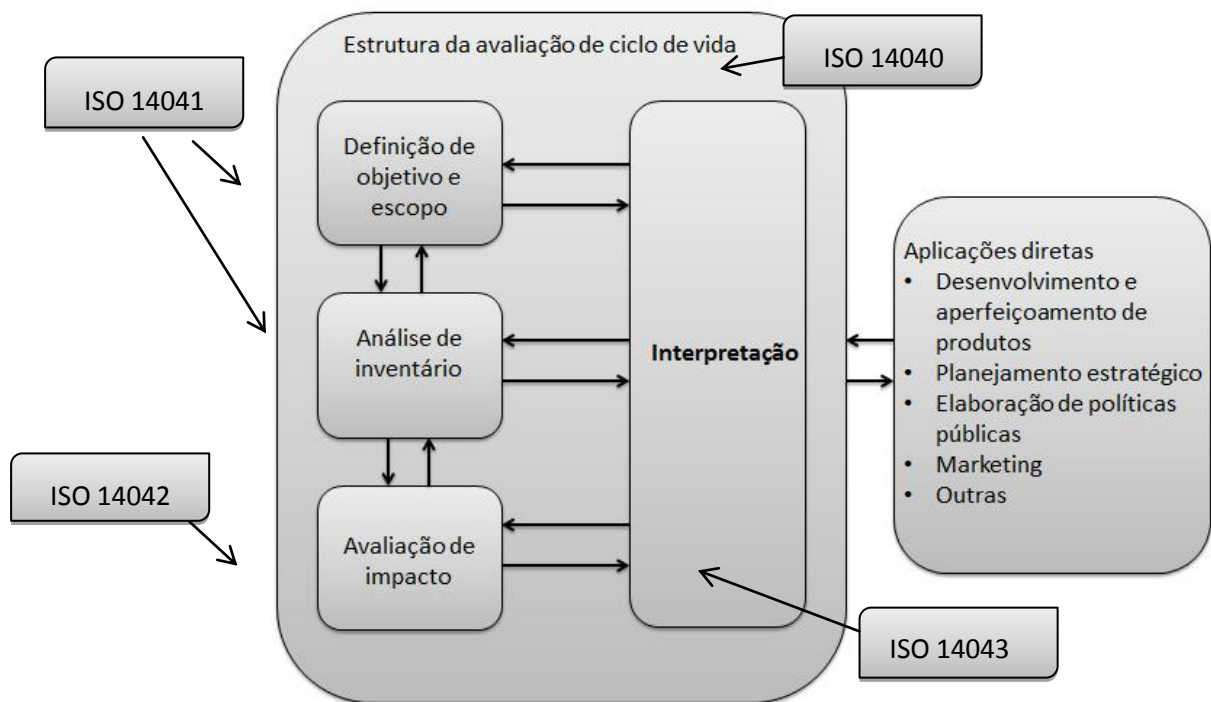 Estrutura da avaliação de ciclo de vida
ISO 14040
ISO 14041
Definição de
objetivo e
escopo
Análise de
inventário
Interpretação
ISO 14042
Avaliação de
impacto
ISO 14043
Aplicações diretas
• Desenvolvimento e
aperfeiçoamento de
produtos
• Planejamento estratégico
• Elaboração de políticas
públicas
• Marketing
• Outras